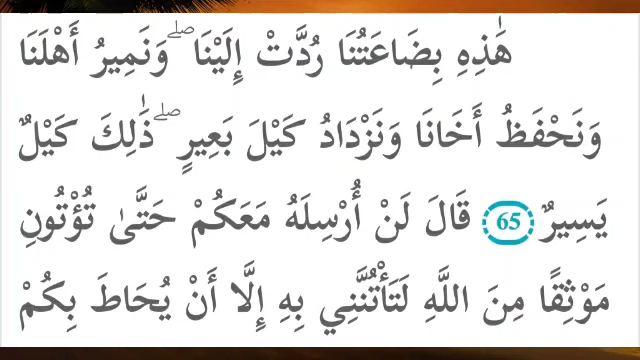 هَٰذِهِ بِضَاعَتُنَا رُدَّتْ إِلَيْنَا ۖ وَنَمِيرُ أَهْلَنَا
وَنَحْفَظُ أَخَانَا وَنَزْدَادُ كَيْلَ بَعِيرٍ ۖ ذَٰلِكَ كَيْلٌ
يَسِيرٌ 65 قَالَ لَنْ أُرْسِلَهُ مَعَكُمْ حَتَّىٰ تُؤْتُونِ
مَوْثِقًا مِنَ اللَّهِ لَتَأْتُنَّنِي بِهِ إِلَّا أَنْ يُحَاطَ بِكُمْ